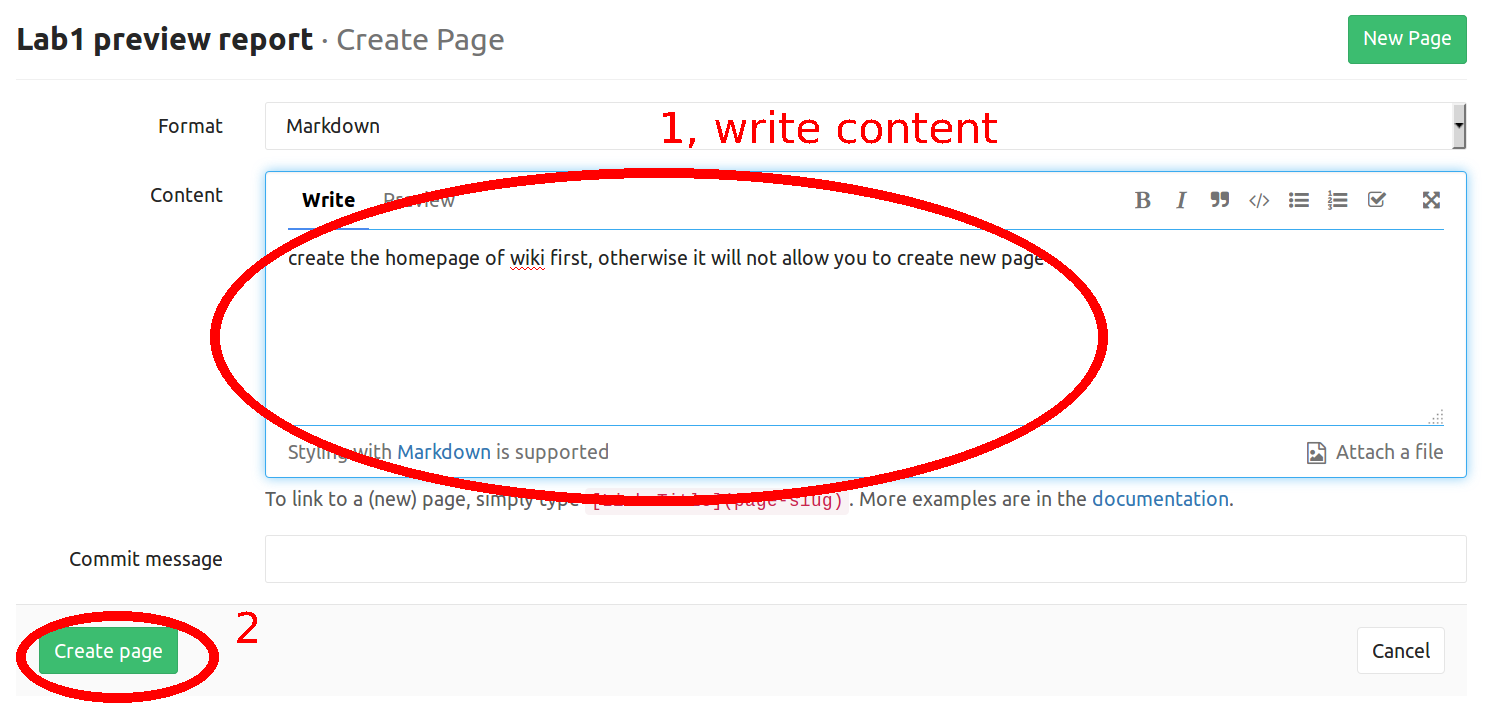 Lab1 preview report · Create Page
New Page
Format
Markdown
1, write content
Content
Write Preview
create the homepage of wiki first, otherwise it will not allow you to create new page
Styling with Markdown is supported
Attach a file
To link to a (new) page, simply type [Link Title](page-slug). More examples are in the documentation.
Commit message
2
Create page
Cancel